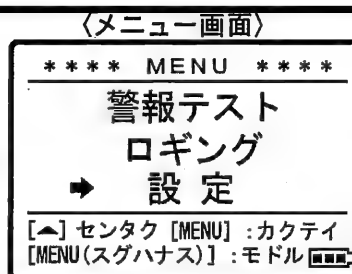 〈メニュー画面〉
**** MENU ****
警報テスト
ロギング
➡ 設定
[▲] センタク [MENU] :カクテイ
[MENU(スグハナス)] :モドル